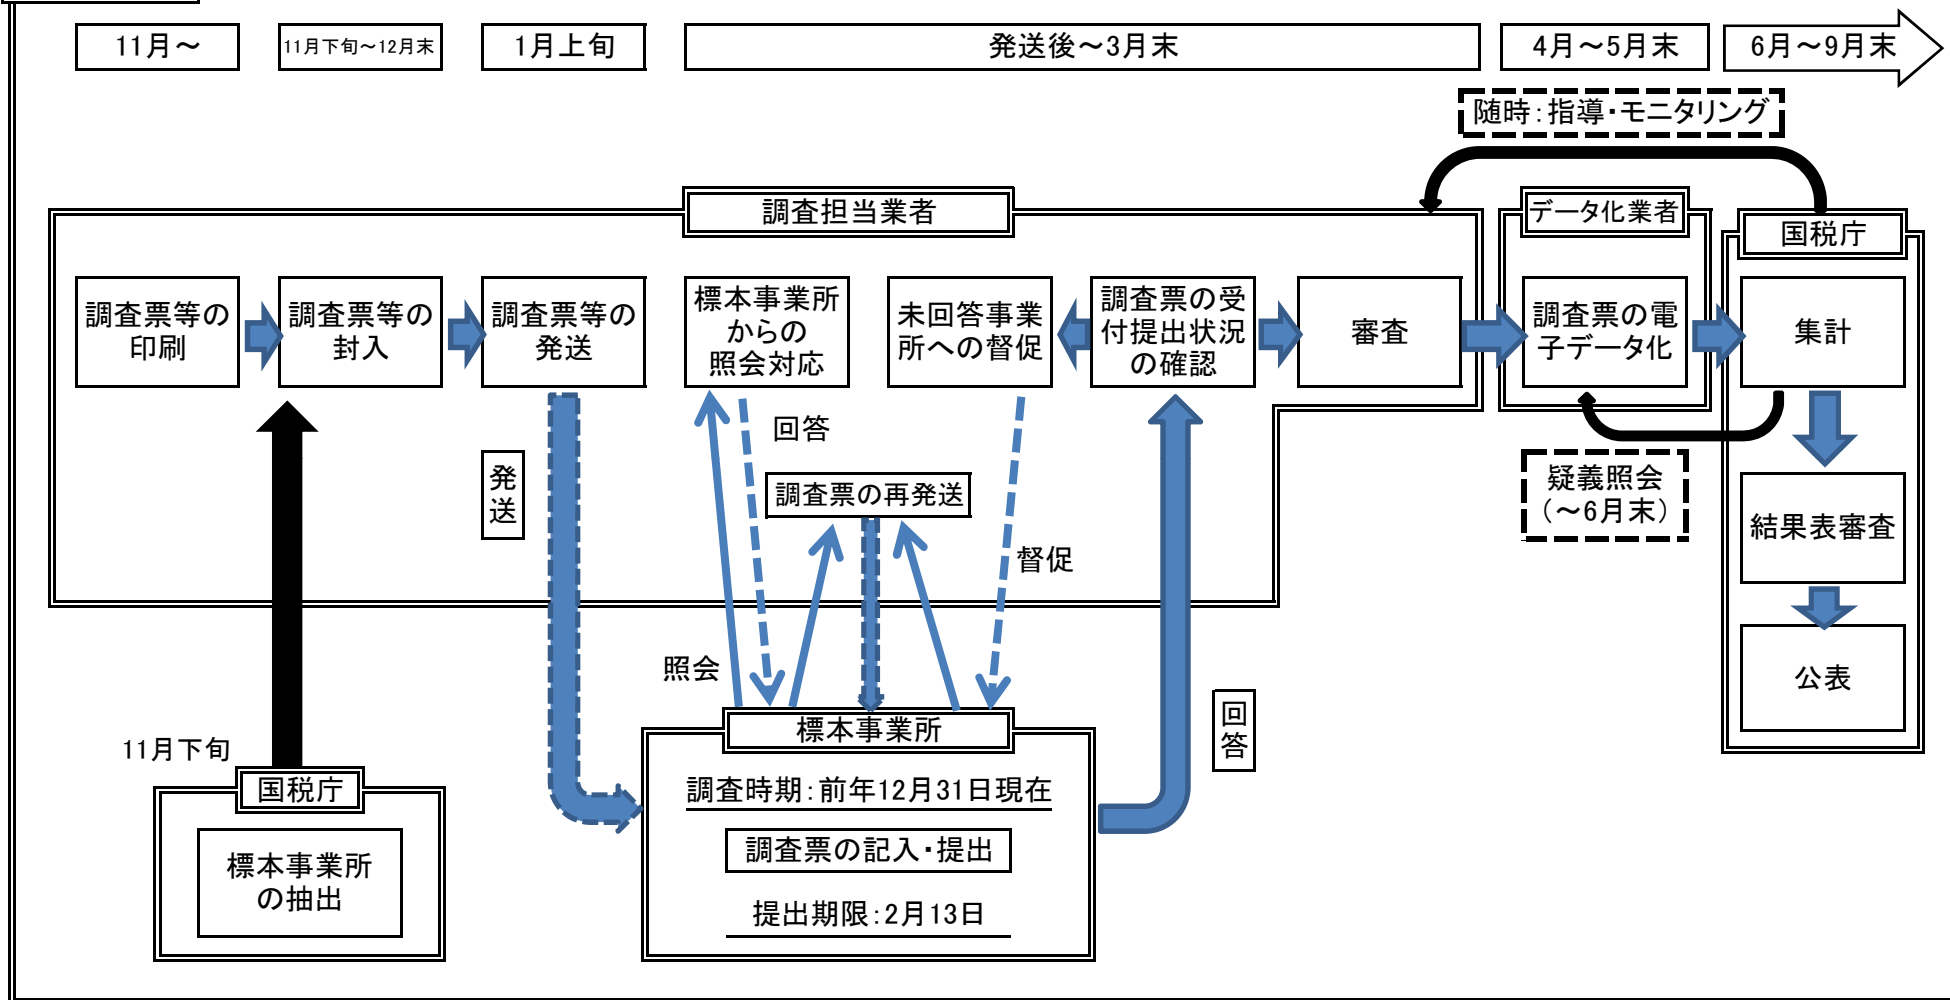 11月～
11月下旬～12月末
1月上旬
発送後～3月末
4月～5月末
6月～9月末
随時：指導・モニタリング
調査担当業者
データ化業者
国税庁
調査票等の
印刷
調査票等の
封入
調査票等の
発送
標本事業所
からの
照会対応
未回答事業
所への督促
調査票の受
付提出状況
の確認
審査
調査票の電
子データ化
集計
回答
発
送
調査票の再発送
督促
疑義照会
（～6月末）
結果表審査
照会
公表
回
答
11月下旬
国税庁
標本事業所
の抽出
標本事業所
調査時期：前年12月31日現在
調査票の記入・提出
提出期限：2月13日